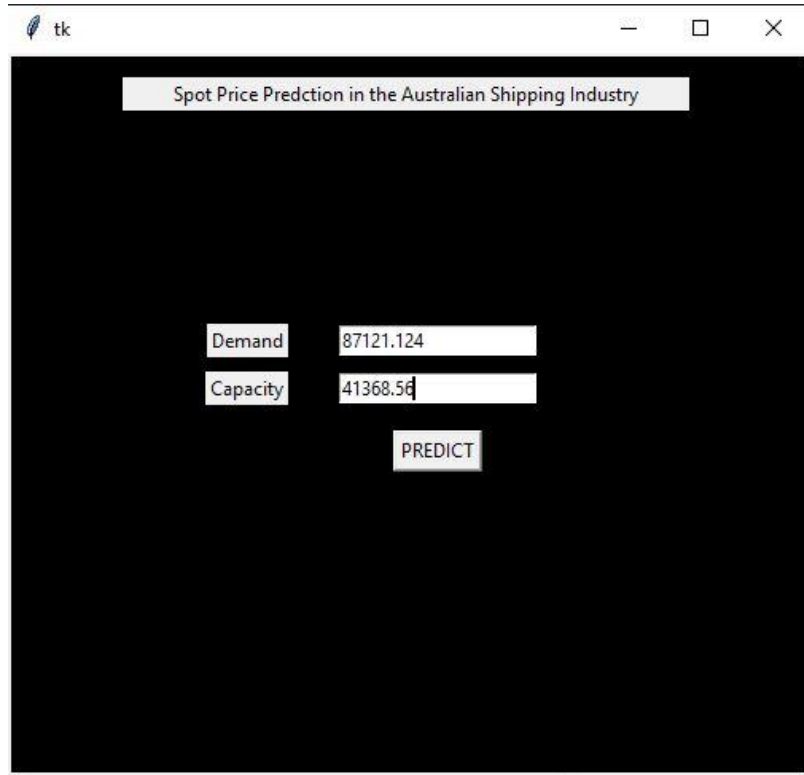 tk
Spot Price Predction in the Australian Shipping Industry
Demand 87121.124
Capacity 41368.56
PREDICT